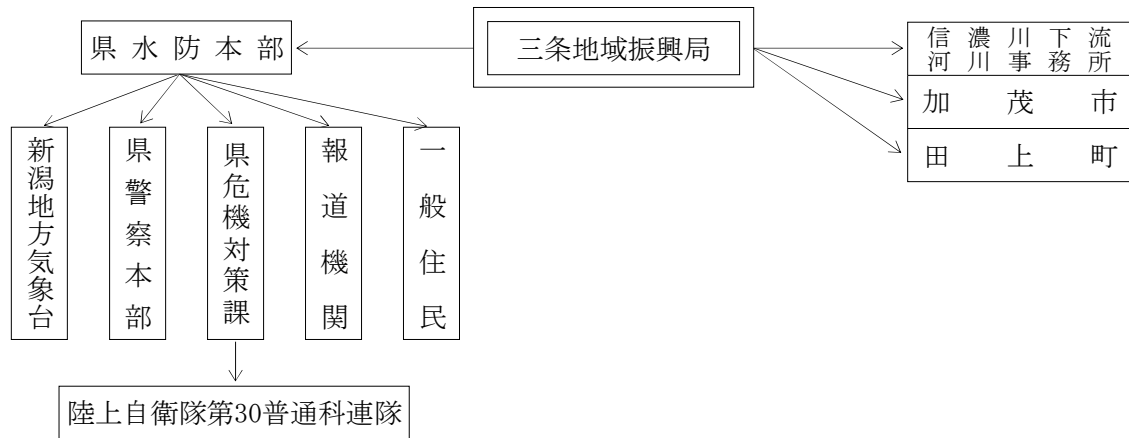 県水防本部
三条地域振興局
信濃川下流
河川事務所
加茂市
田上町
新潟地方気象台
県警察本部
県危機対策課
報道機関
一般住民
陸上自衛隊第30普通科連隊